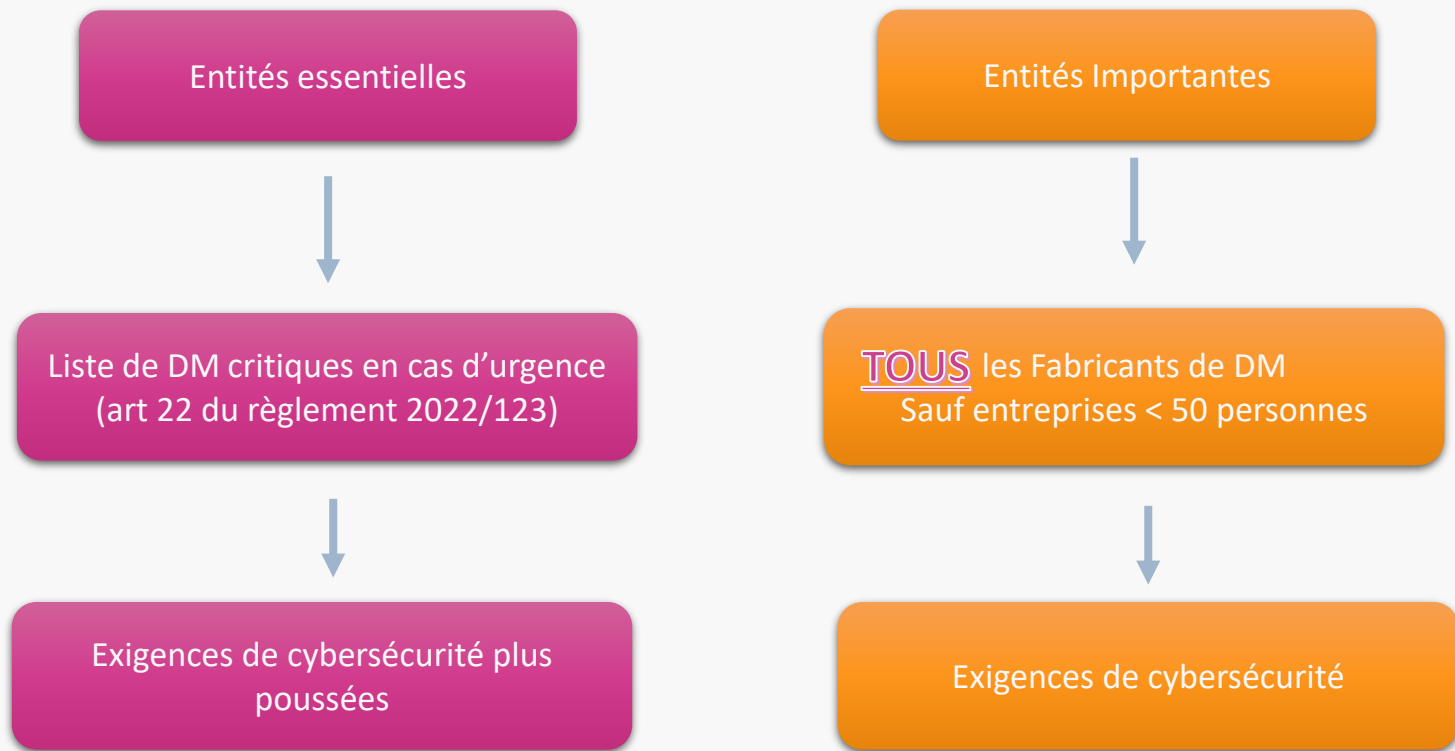 Entités essentielles
Entités Importantes
Liste de DM critiques en cas d’urgence
(art 22 du règlement 2022/123)
TOUS les Fabricants de DM
Sauf entreprises < 50 personnes
Exigences de cybersécurité plus
poussées
Exigences de cybersécurité